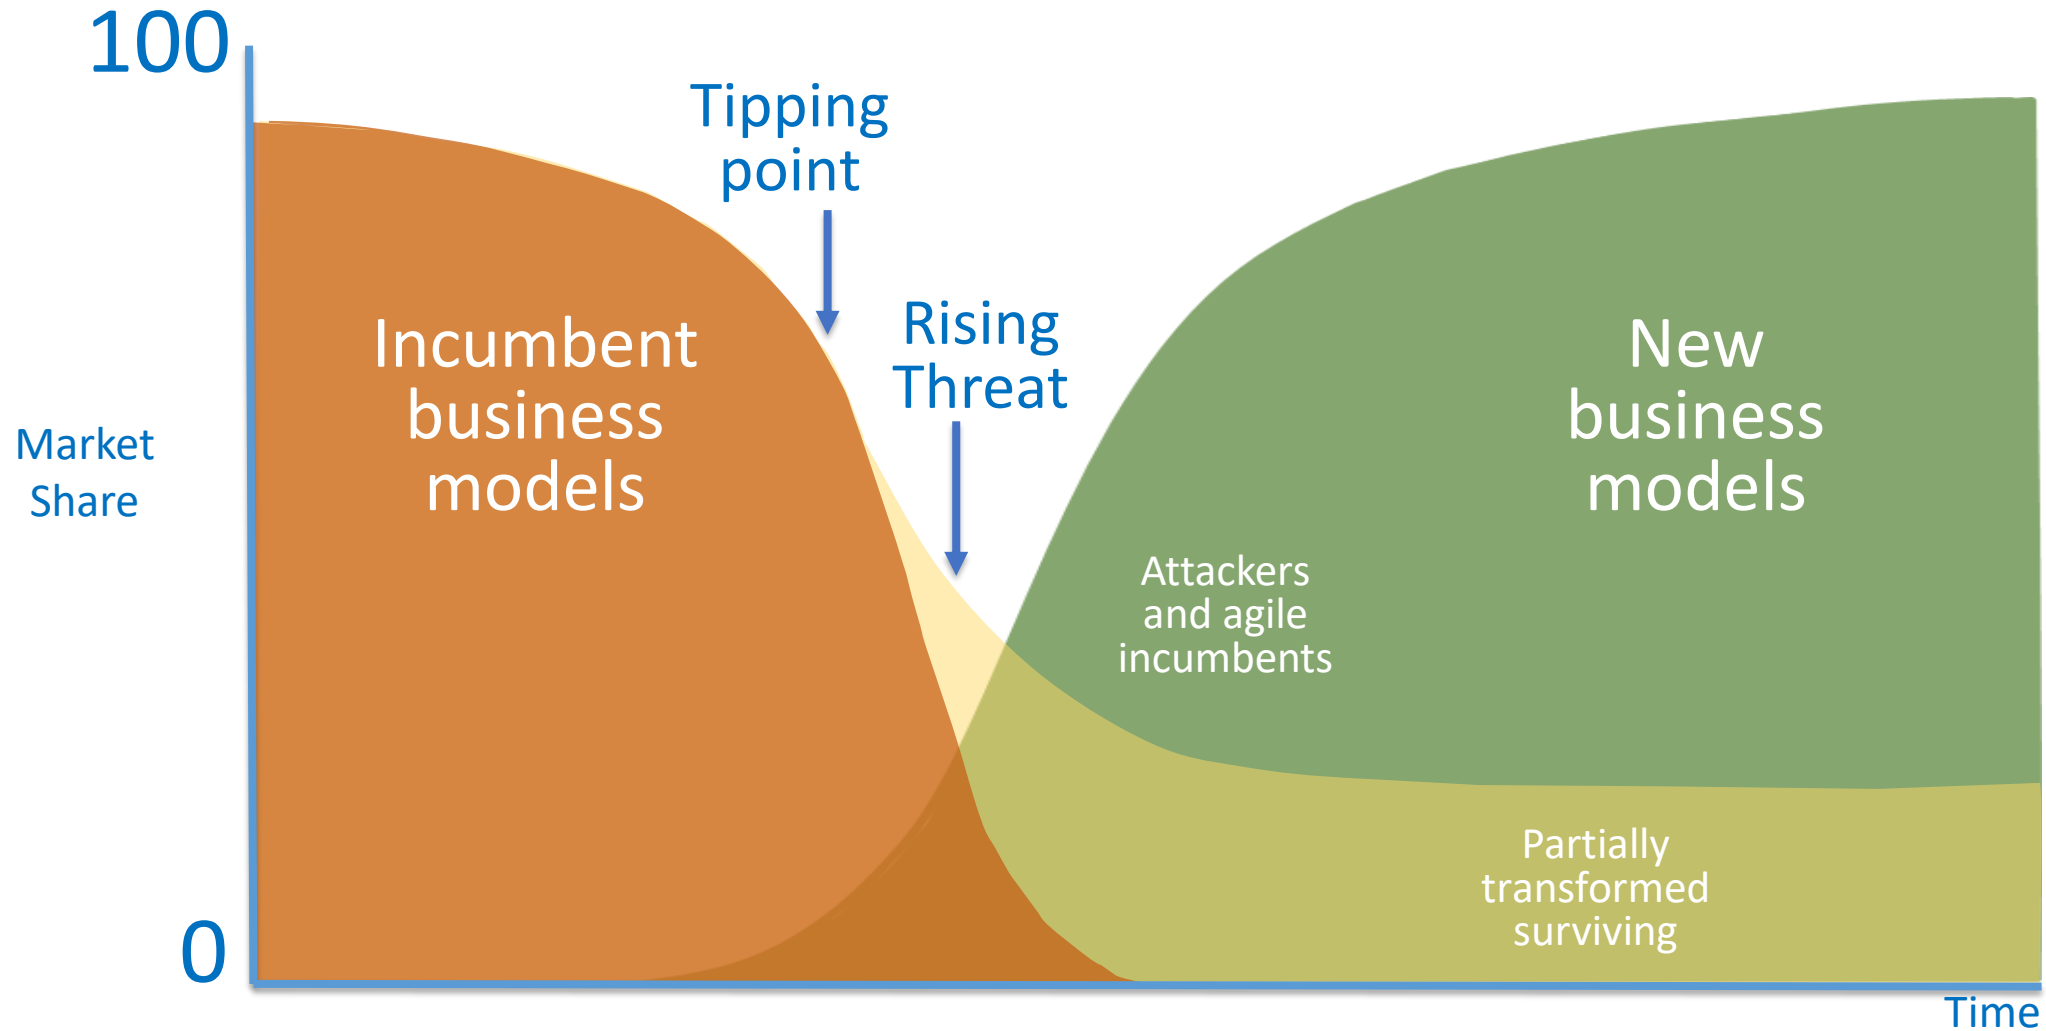 100
Tipping
point
Rising
Threat
Incumbent
business
models
New
business
models
Market
Share
Attackers
and agile
incumbents
Partially
transformed
surviving
0
Time